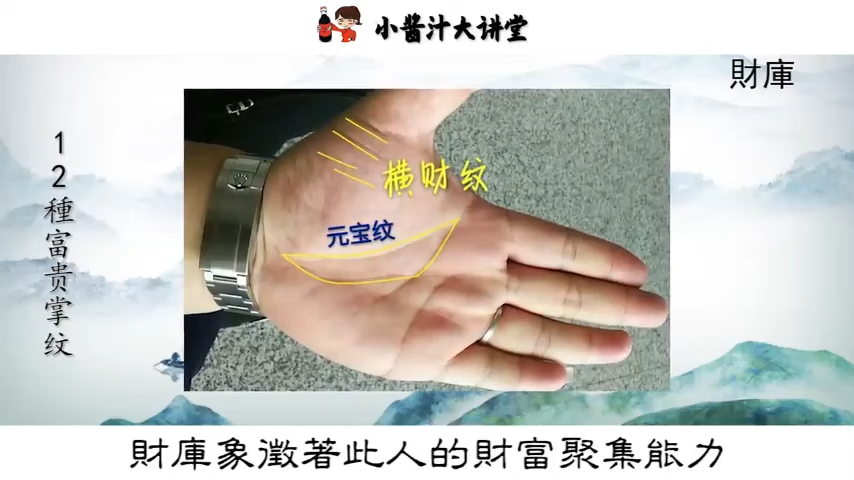 小酱汁大讲堂
財庫
12種富贵掌纹
横财纹
元宝纹
財庫象徵著此人的財富聚集能力